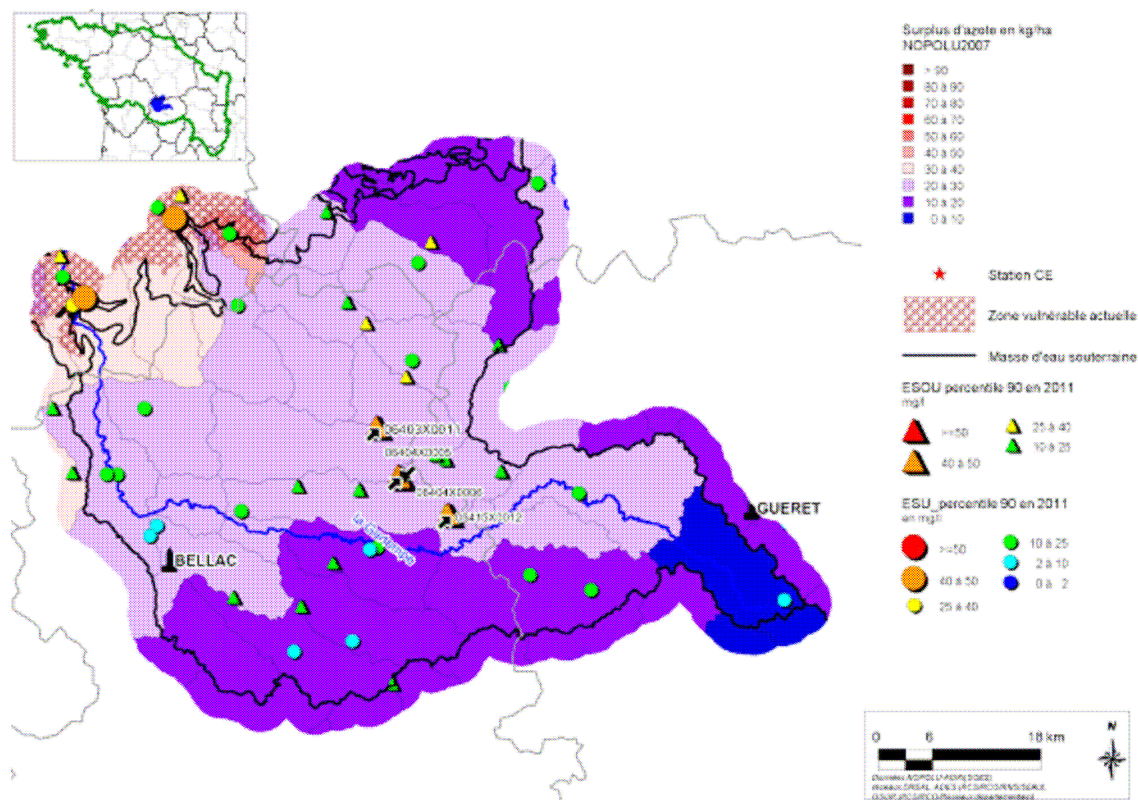 Surplus d'azote en kg/ha
NOPOLU2007
> 90
80 à 90
70 à 80
60 à 70
50 à 60
40 à 50
30 à 40
20 à 30
10 à 20
0 à 10
Station CE
Zone vulnérable actuelle
Masse d'eau souterraine
ESOU percentile 90 en 2011
mg/l
>=50
40 à 50
25 à 40
10 à 25
ESU_percentile 90 en 2011
en mg/l
>=50
40 à 50
25 à 40
10 à 25
2 à 10
0 à 2
06403X0011
06404X0006
BELLAC
GUERET
0 6 18 km
N